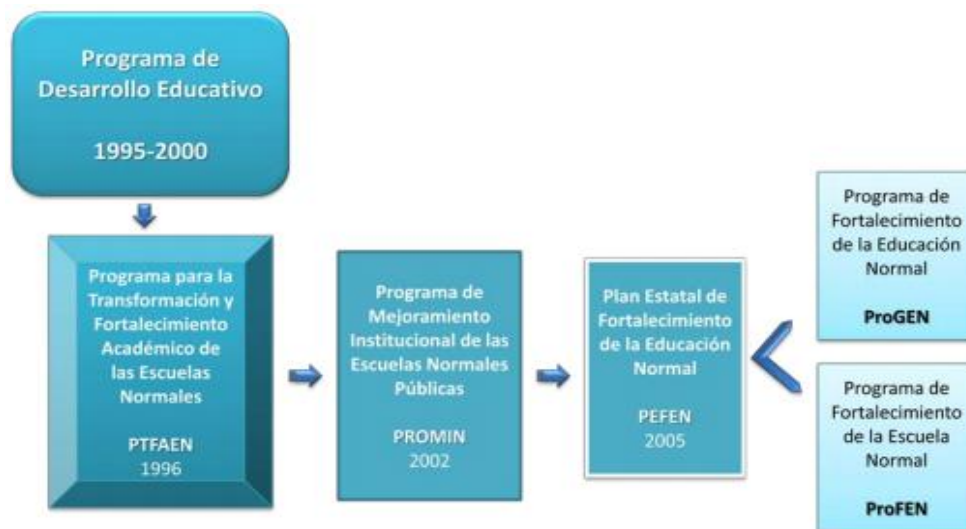 Programa de
Desarrollo Educativo
1995-2000
Programa para la
Transformación y
Fortalecimiento
Académico de
las Escuelas
Normales
PTFAEN
1996
Programa de
Mejoramiento
Institucional de las
Escuelas Normales
Públicas
PROMIN
2002
Plan Estatal de
Fortalecimiento
de la Educación
Normal
PEFEN
2005
Programa de
Fortalecimiento
de la Educación
Normal
ProGEN
Programa de
Fortalecimiento
de la Escuela
Normal
ProFEN